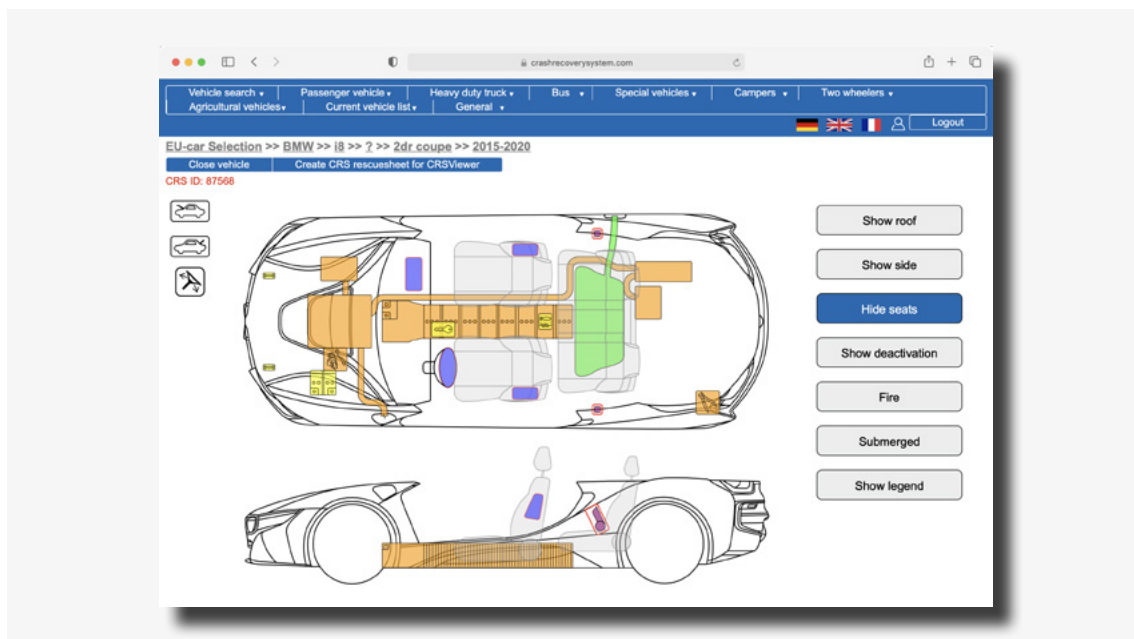 crashrecoverysystem.com
Vehicle search Passenger vehicle Heavy duty truck Bus Special vehicles Campers Two wheelers
Agricultural vehicles Current vehicle list General
Logout
EU-car Selection >> BMW >> i8 >> ? >> 2dr coupe >> 2015-2020
Close vehicle Create CRS rescuesheet for CRSViewer
CRS ID: 87568
Show roof
Show side
Hide seats
Show deactivation
Fire
Submerged
Show legend